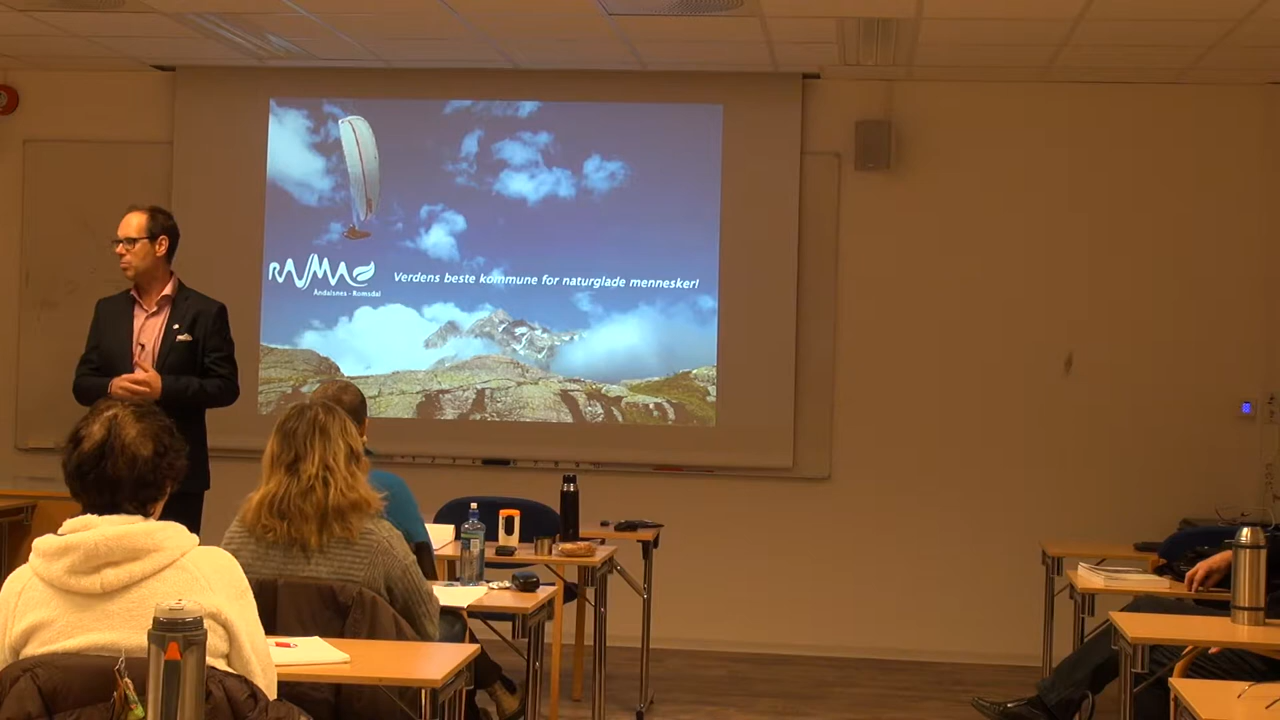 RAUMA
Åndalsnes - Romsdal
Verdens beste kommune for naturglade mennesker!